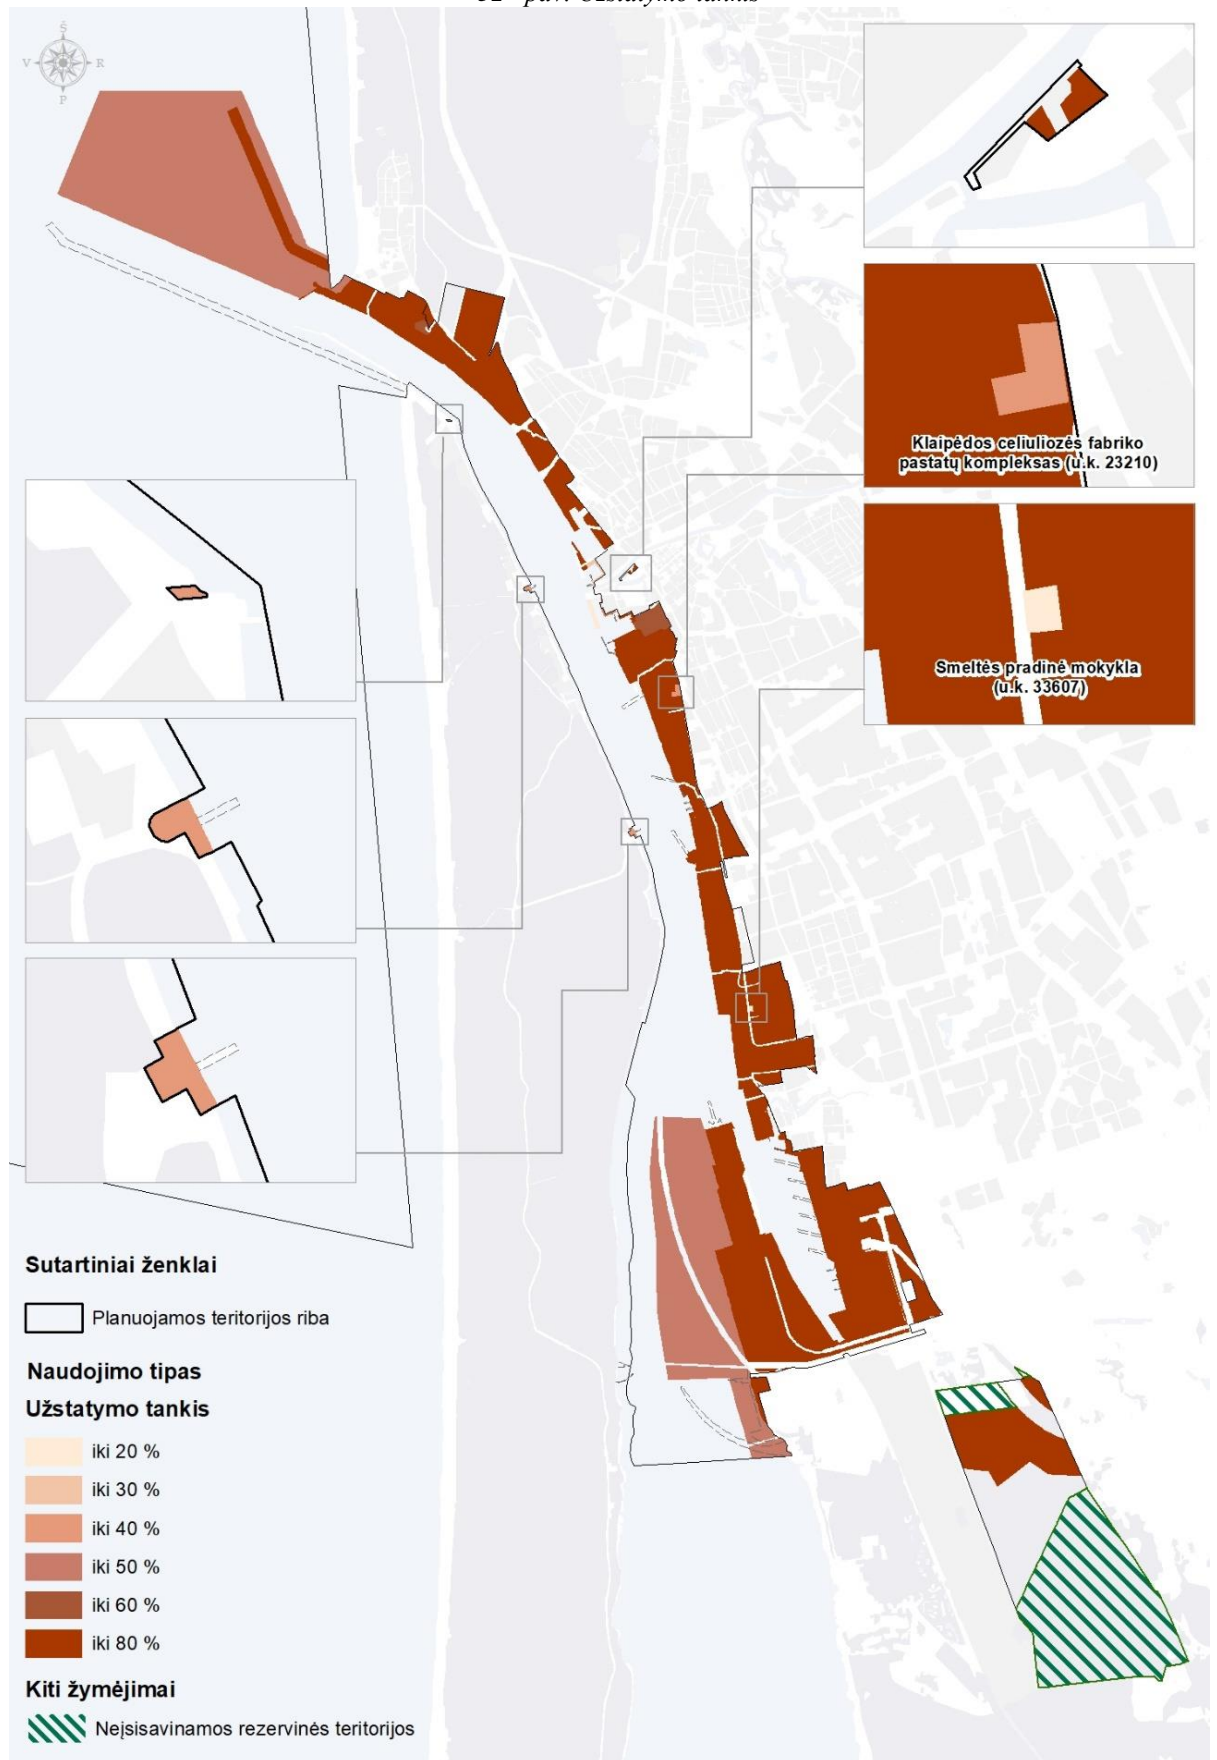 Š
V R
P
Klaipėdos celiuliozės fabriko
pastatų kompleksas (u.k. 23210)
Smeltės pradinė mokykla
(u.k. 33607)
Sutartiniai ženklai
Planuojamos teritorijos riba
Naudojimo tipas
Užstatymo tankis
iki 20 %
iki 30 %
iki 40 %
iki 50 %
iki 60 %
iki 80 %
Kiti žymėjimai
Neįsisavinamos rezervinės teritorijos